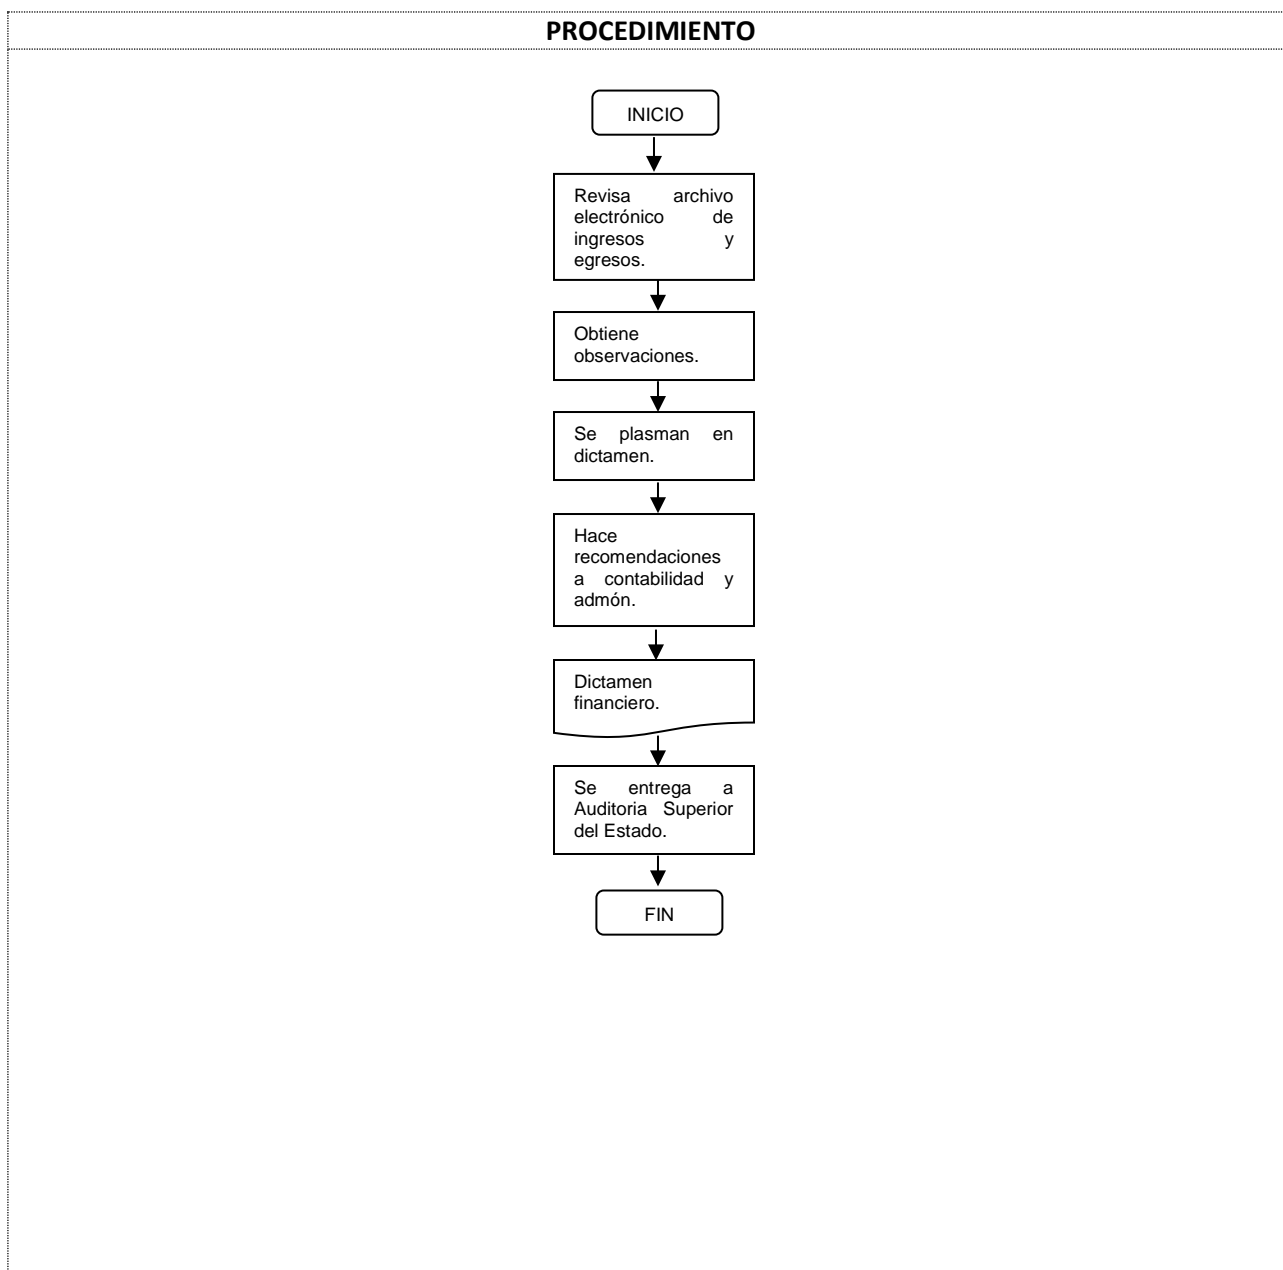 PROCEDIMIENTO
INICIO
Revisa archivo
electrónico de
ingresos y
egresos.
Obtiene
observaciones.
Se plasman en
dictamen.
Hace
recomendaciones
a contabilidad y
admón.
Dictamen
financiero.
Se entrega a
Auditoria Superior
del Estado.
FIN